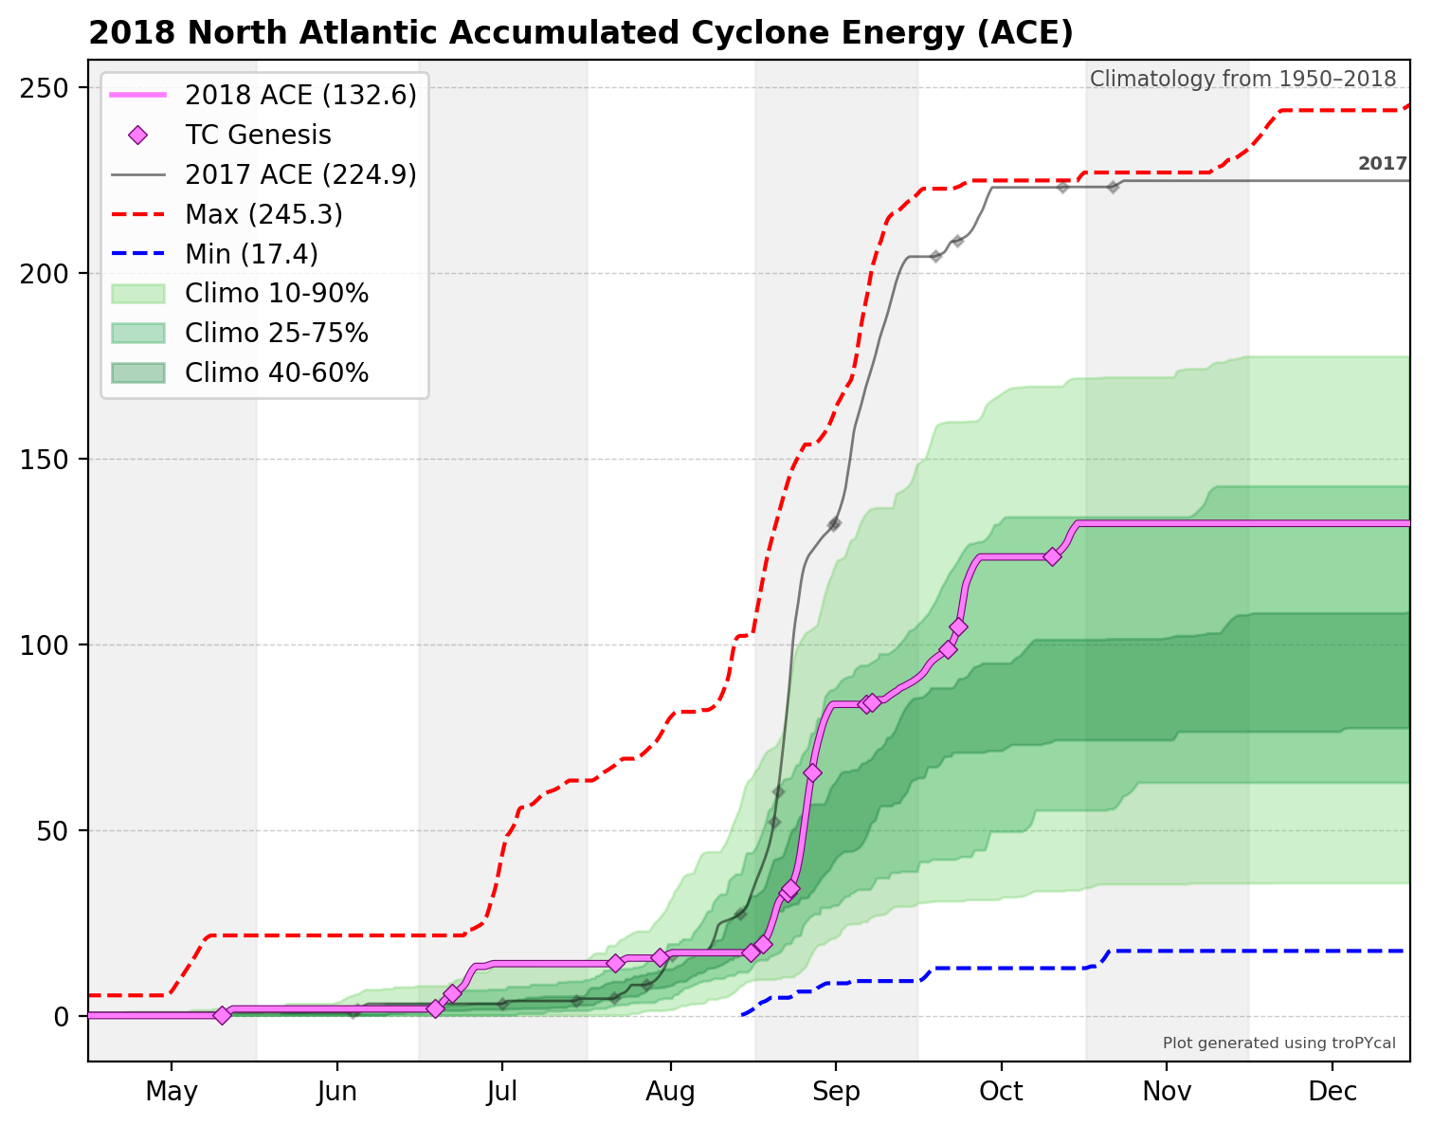 2018 North Atlantic Accumulated Cyclone Energy (ACE)
Climatology from 1950–2018
2018 ACE (132.6)
TC Genesis
2017 ACE (224.9)
Max (245.3)
Min (17.4)
Climo 10-90%
Climo 25-75%
Climo 40-60%
2017
250
200
150
100
50
0
Plot generated using troPYcal
May Jun Jul Aug Sep Oct Nov Dec